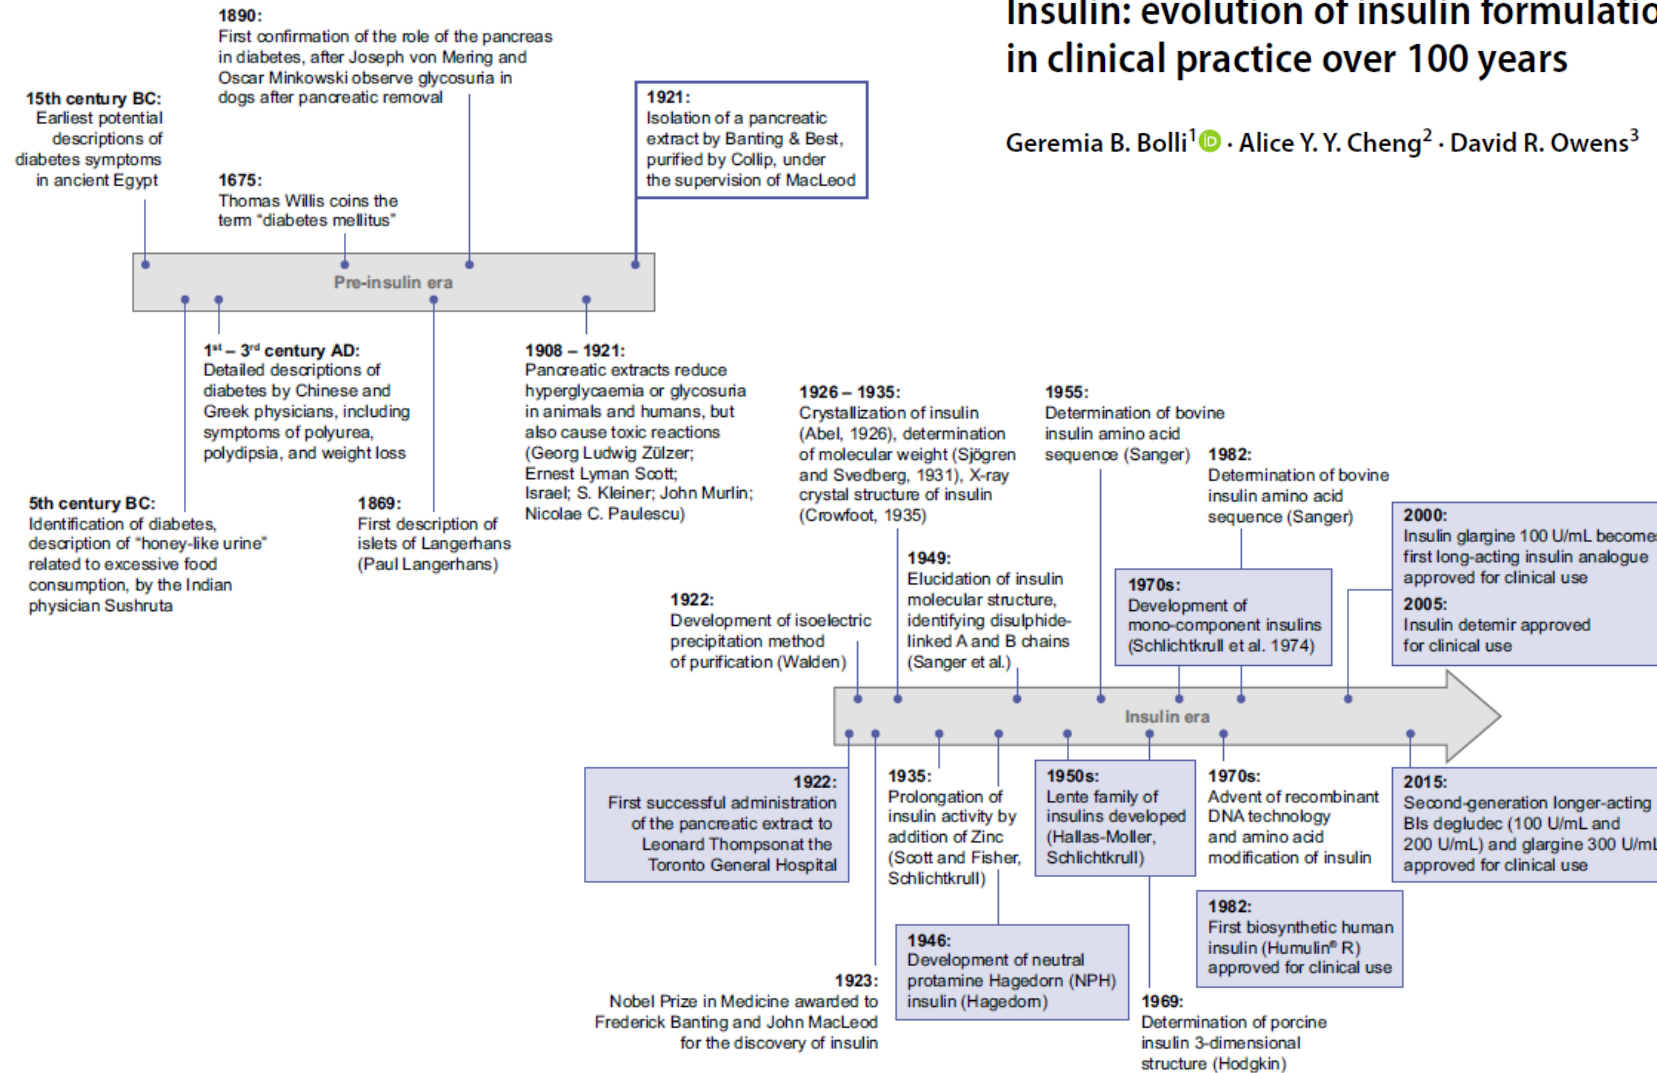 Insulin: evolution of insulin formulatio
in clinical practice over 100 years
Geremia B. Bolli¹ iD · Alice Y. Y. Cheng² · David R. Owens³
15th century BC:
Earliest potential
descriptions of
diabetes symptoms
in ancient Egypt
1890:
First confirmation of the role of the pancreas
in diabetes, after Joseph von Mering and
Oscar Minkowski observe glycosuria in
dogs after pancreatic removal
1675:
Thomas Willis coins the
term “diabetes mellitus”
1921:
Isolation of a pancreatic
extract by Banting & Best,
purified by Collip, under
the supervision of MacLeod
Pre-insulin era
5th century BC:
Identification of diabetes,
description of “honey-like urine”
related to excessive food
consumption, by the Indian
physician Sushruta
1st – 3rd century AD:
Detailed descriptions of
diabetes by Chinese and
Greek physicians, including
symptoms of polyurea,
polydipsia, and weight loss
1869:
First description of
islets of Langerhans
(Paul Langerhans)
1908 – 1921:
Pancreatic extracts reduce
hyperglycaemia or glycosuria
in animals and humans, but
also cause toxic reactions
(Georg Ludwig Zülzer;
Ernest Lyman Scott;
Israel; S. Kleiner; John Murlin;
Nicolae C. Paulescu)
1922:
Development of isoelectric
precipitation method
of purification (Walden)
1926 – 1935:
Crystallization of insulin
(Abel, 1926), determination
of molecular weight (Sjögren
and Svedberg, 1931), X-ray
crystal structure of insulin
(Crowfoot, 1935)
1949:
Elucidation of insulin
molecular structure,
identifying disulphide-
linked A and B chains
(Sanger et al.)
1955:
Determination of bovine
insulin amino acid
sequence (Sanger)
1970s:
Development of
mono-component insulins
(Schlichtkrull et al. 1974)
1982:
Determination of bovine
insulin amino acid
sequence (Sanger)
2000:
Insulin glargine 100 U/mL becomes
first long-acting insulin analogue
approved for clinical use
2005:
Insulin detemir approved
for clinical use
Insulin era
1922:
First successful administration
of the pancreatic extract to
Leonard Thompsonat the
Toronto General Hospital
1923:
Nobel Prize in Medicine awarded to
Frederick Banting and John MacLeod
for the discovery of insulin
1935:
Prolongation of
insulin activity by
addition of Zinc
(Scott and Fisher,
Schlichtkrull)
1946:
Development of neutral
protamine Hagedorn (NPH)
insulin (Hagedorn)
1950s:
Lente family of
insulins developed
(Hallas-Moller,
Schlichtkrull)
1969:
Determination of porcine
insulin 3-dimensional
structure (Hodgkin)
1970s:
Advent of recombinant
DNA technology
and amino acid
modification of insulin
1982:
First biosynthetic human
insulin (Humulin® R)
approved for clinical use
2015:
Second-generation longer-acting
BIs degludec (100 U/mL and
200 U/mL) and glargine 300 U/mL
approved for clinical use